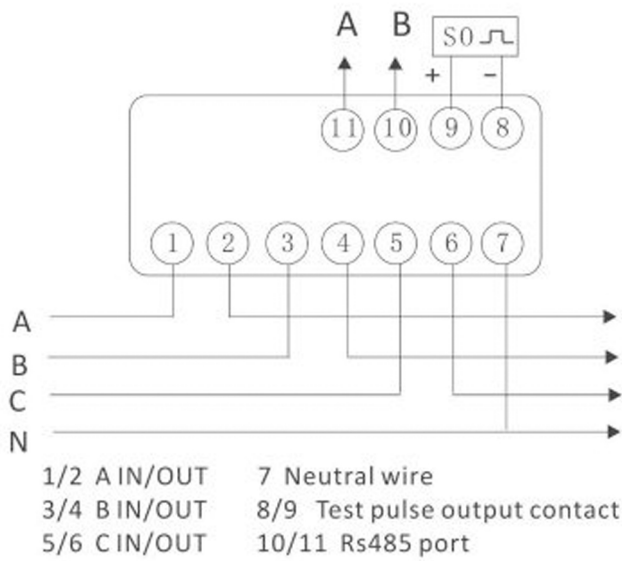 A B S0
+ -
11 10 9 8
1 2 3 4 5 6 7
A
B
C
N
1/2 A IN/OUT 7 Neutral wire
3/4 B IN/OUT 8/9 Test pulse output contact
5/6 C IN/OUT 10/11 Rs485 port